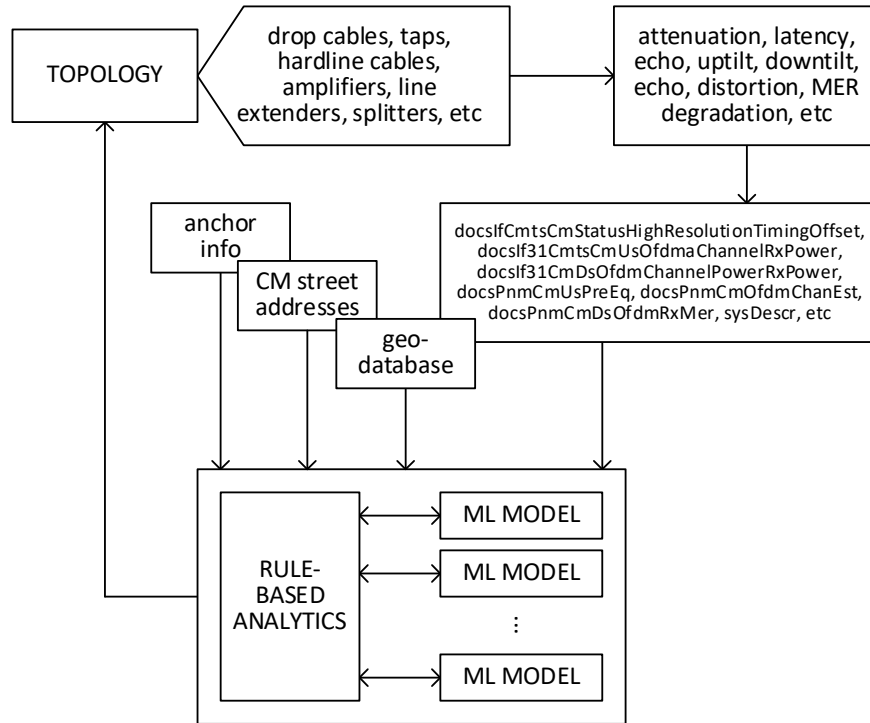 TOPOLOGY
drop cables, taps,
hardline cables,
amplifiers, line
extenders, splitters, etc
attenuation, latency,
echo, uptilt, downtilt,
echo, distortion, MER
degradation, etc
anchor
info
CM street
addresses
geo-
database
docsIfCmtsCmStatusHighResolutionTimingOffset,
docsIf31CmtsCmUsOfdmaChannelRxPower,
docsIf31CmDsOfdmChannelPowerRxPower,
docsPnmCmUsPreEq, docsPnmCmOfdmChanEst,
docsPnmCmDsOfdmRxMer, sysDescr, etc
RULE-
BASED
ANALYTICS
ML MODEL
ML MODEL
⋮
ML MODEL